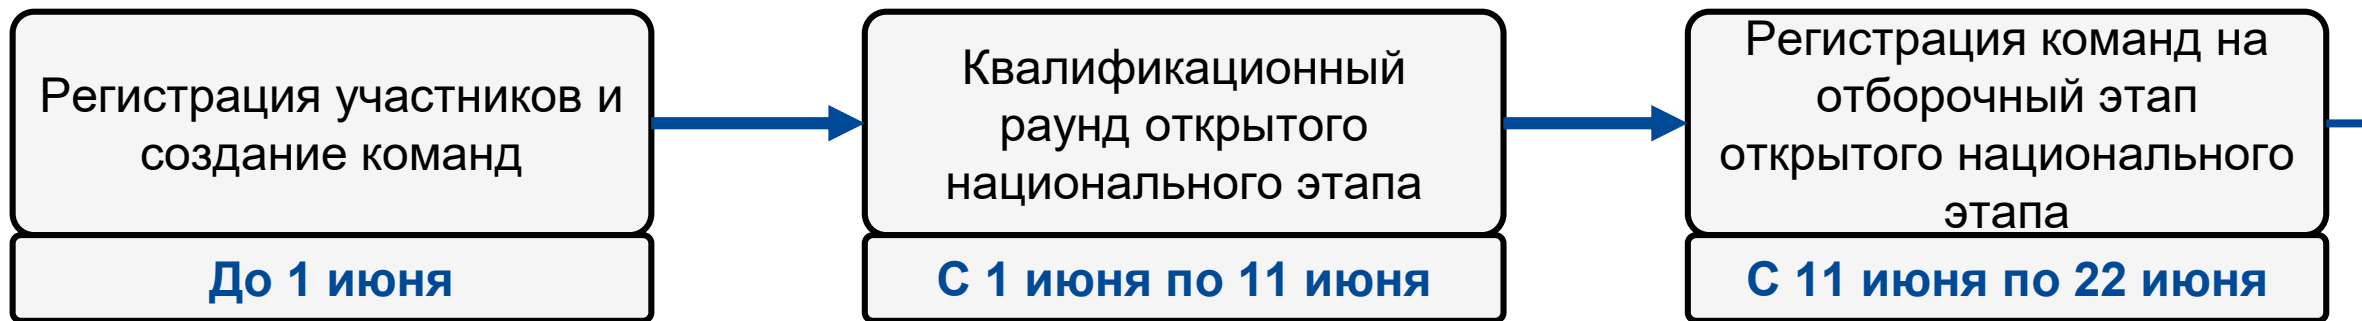 Регистрация участников и
создание команд
До 1 июня
Квалификационный
раунд открытого
национального этапа
С 1 июня по 11 июня
Регистрация команд на
отборочный этап
открытого национального
этапа
С 11 июня по 22 июня